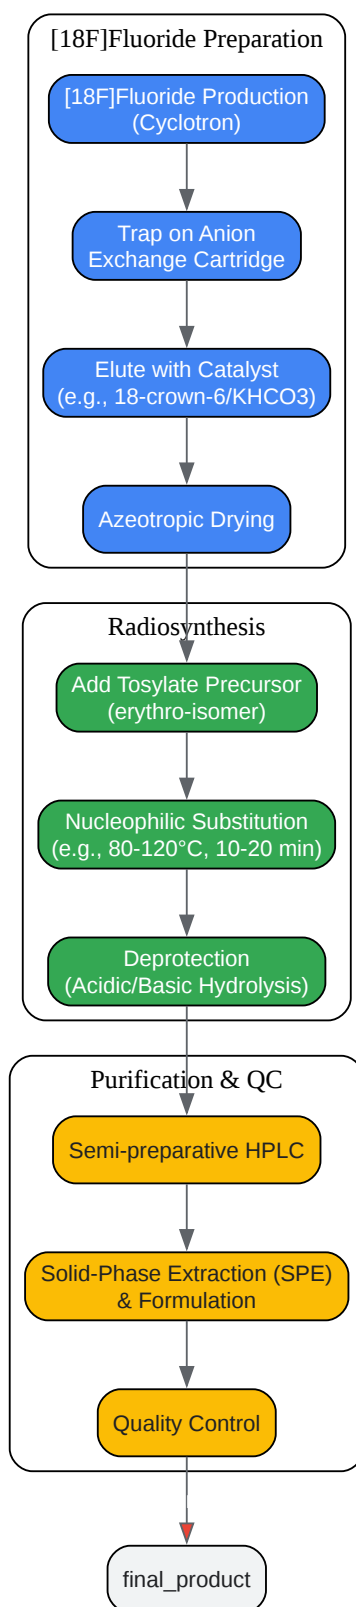 [18F]Fluoride Preparation
[18F]Fluoride Production
(Cyclotron)
Trap on Anion
Exchange Cartridge
Elute with Catalyst
(e.g., 18-crown-6/KHCO3)
Azeotropic Drying
Radiosynthesis
Add Tosylate Precursor
(erythro-isomer)
Nucleophilic Substitution
(e.g., 80-120°C, 10-20 min)
Deprotection
(Acidic/Basic Hydrolysis)
Purification & QC
Semi-preparative HPLC
Solid-Phase Extraction (SPE)
& Formulation
Quality Control
final_product